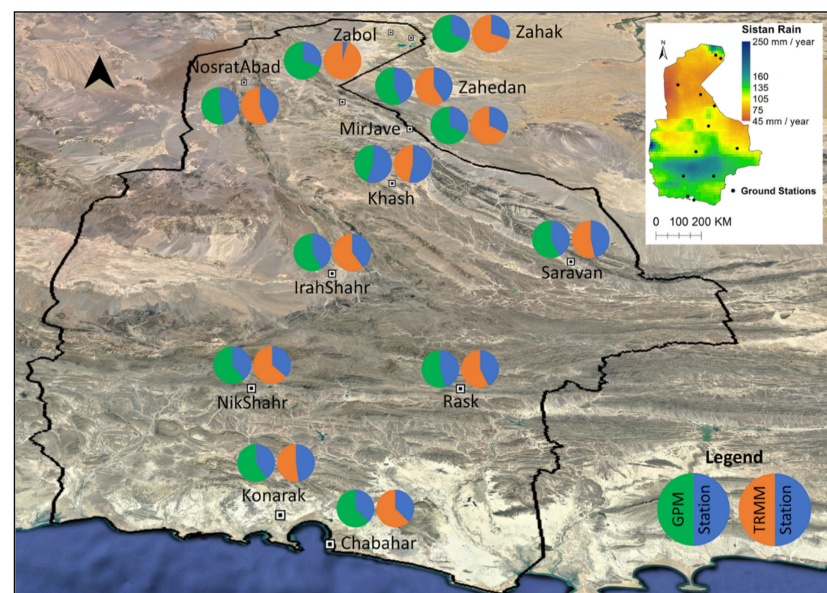 Zabol
Zahak
NosratAbad
Zahedan
MirJave
Khash
Saravan
IrahShahr
NikShahr
Rask
Konarak
Chabahar
N
Sistan Rain
250 mm / year
160
135
105
75
45 mm / year
Ground Stations
0 100 200 KM
Legend
GPM
Station
TRMM
Station